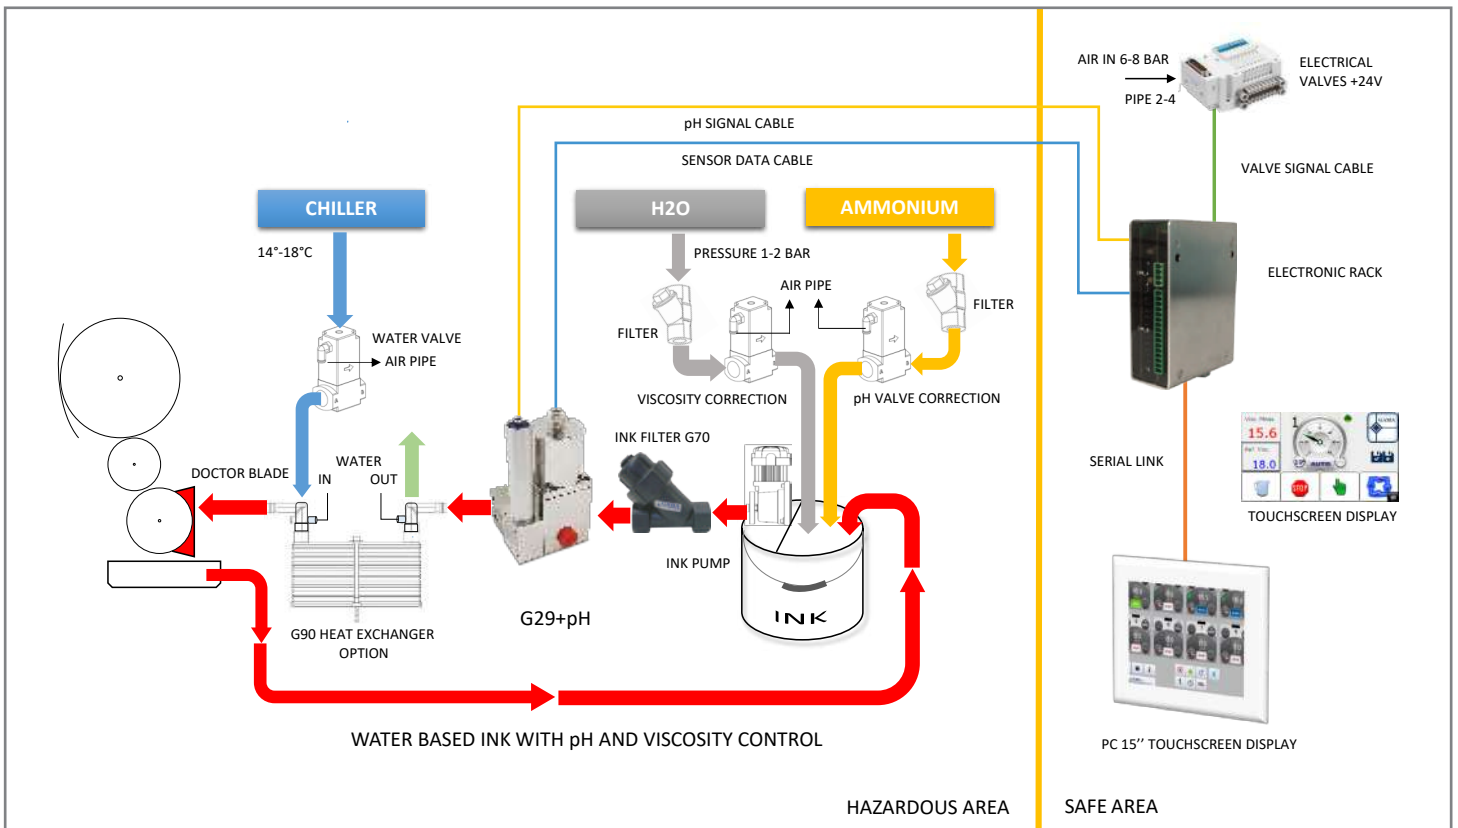 AIR IN 6-8 BAR
PIPE 2-4
ELECTRICAL
VALVES +24V
pH SIGNAL CABLE
SENSOR DATA CABLE
VALVE SIGNAL CABLE
CHILLER
H2O
AMMONIUM
14°-18°C
PRESSURE 1-2 BAR
ELECTRONIC RACK
AIR PIPE
FILTER
FILTER
WATER VALVE
AIR PIPE
VISCOSITY CORRECTION
pH VALVE CORRECTION
INK FILTER G70
DOCTOR BLADE
WATER
IN
OUT
SERIAL LINK
15.6
18.0
AUTO
STOP
TOUCHSCREEN DISPLAY
INK PUMP
INK
G29+pH
G90 HEAT EXCHANGER
OPTION
WATER BASED INK WITH pH AND VISCOSITY CONTROL
PC 15’’ TOUCHSCREEN DISPLAY
HAZARDOUS AREA
SAFE AREA